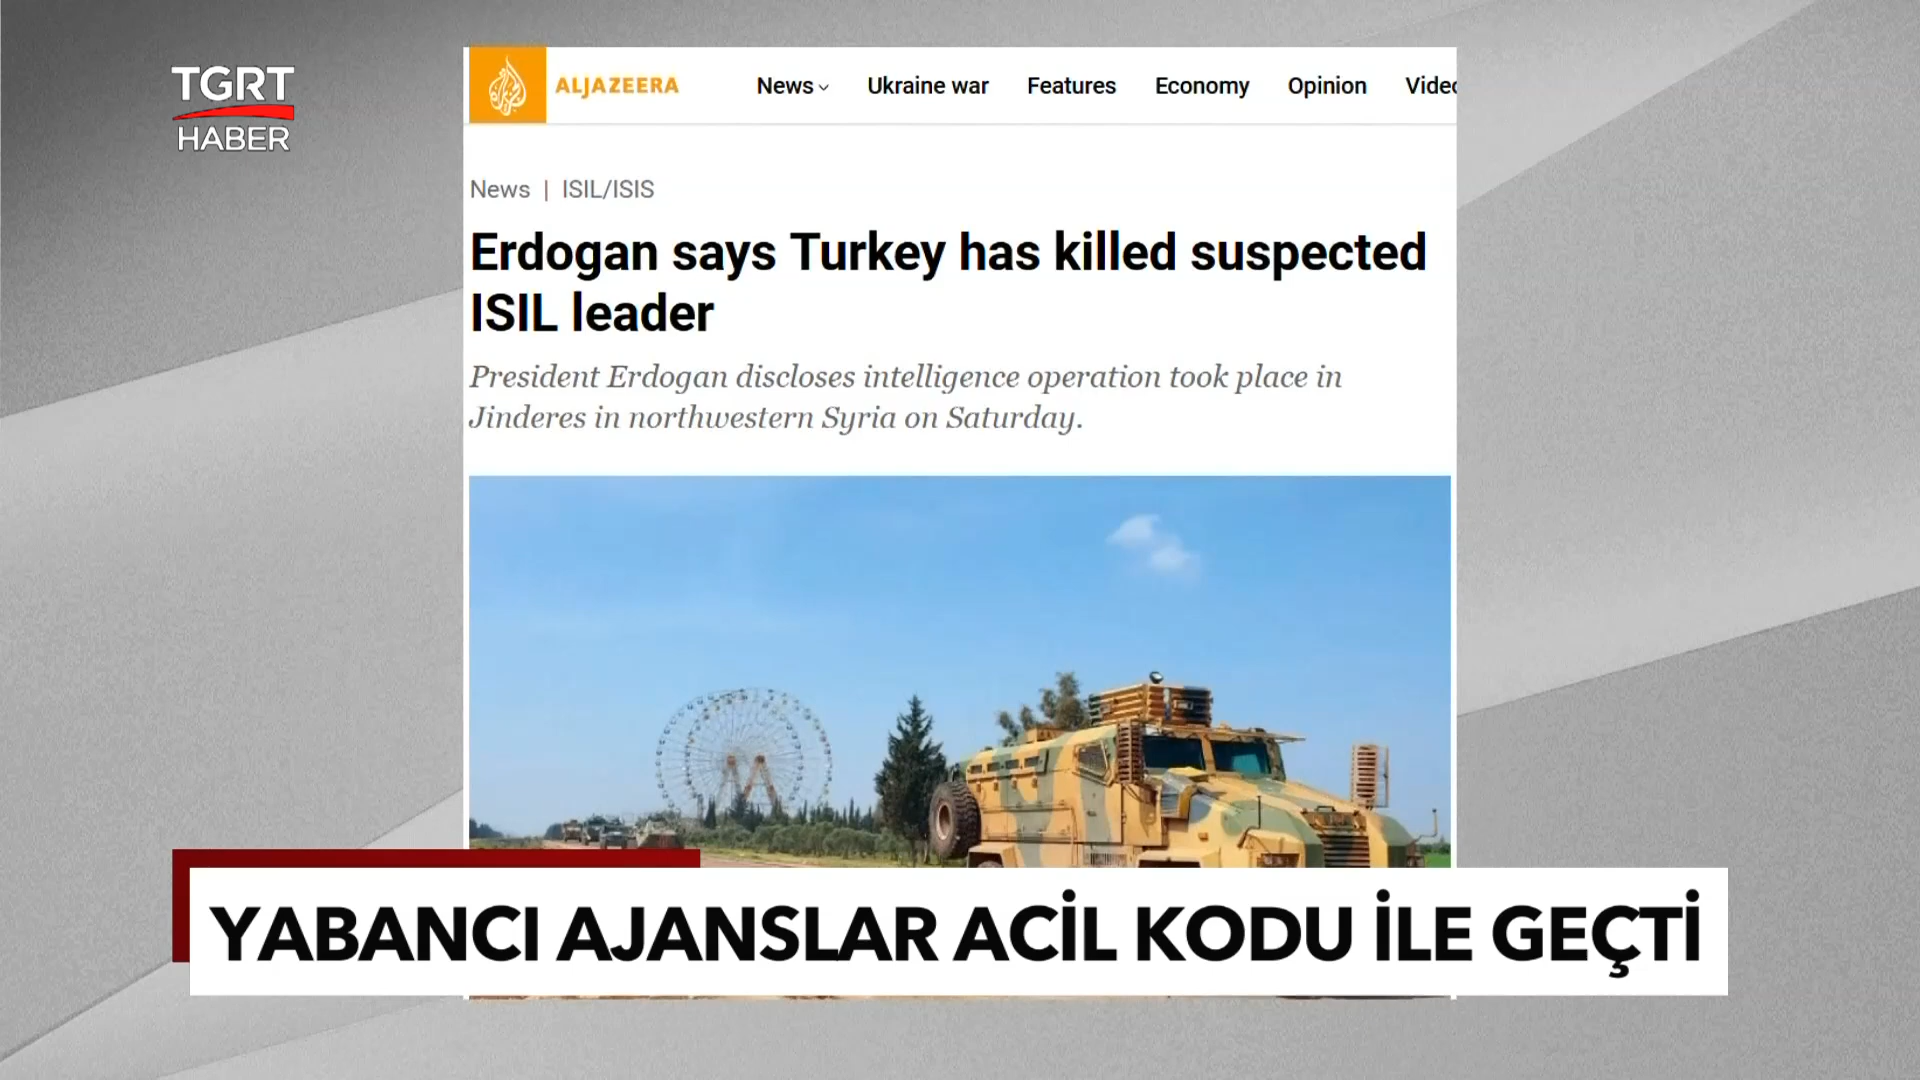 TGRT
HABER
ALJAZEERA
News Ukraine war Features Economy Opinion
News | ISIL/ISIS
Erdogan says Turkey has killed suspected
ISIL leader
President Erdogan discloses intelligence operation took place in
Jinderes in northwestern Syria on Saturday.
YABANCI AJANSLAR ACİL KODU İLE GEÇTİ